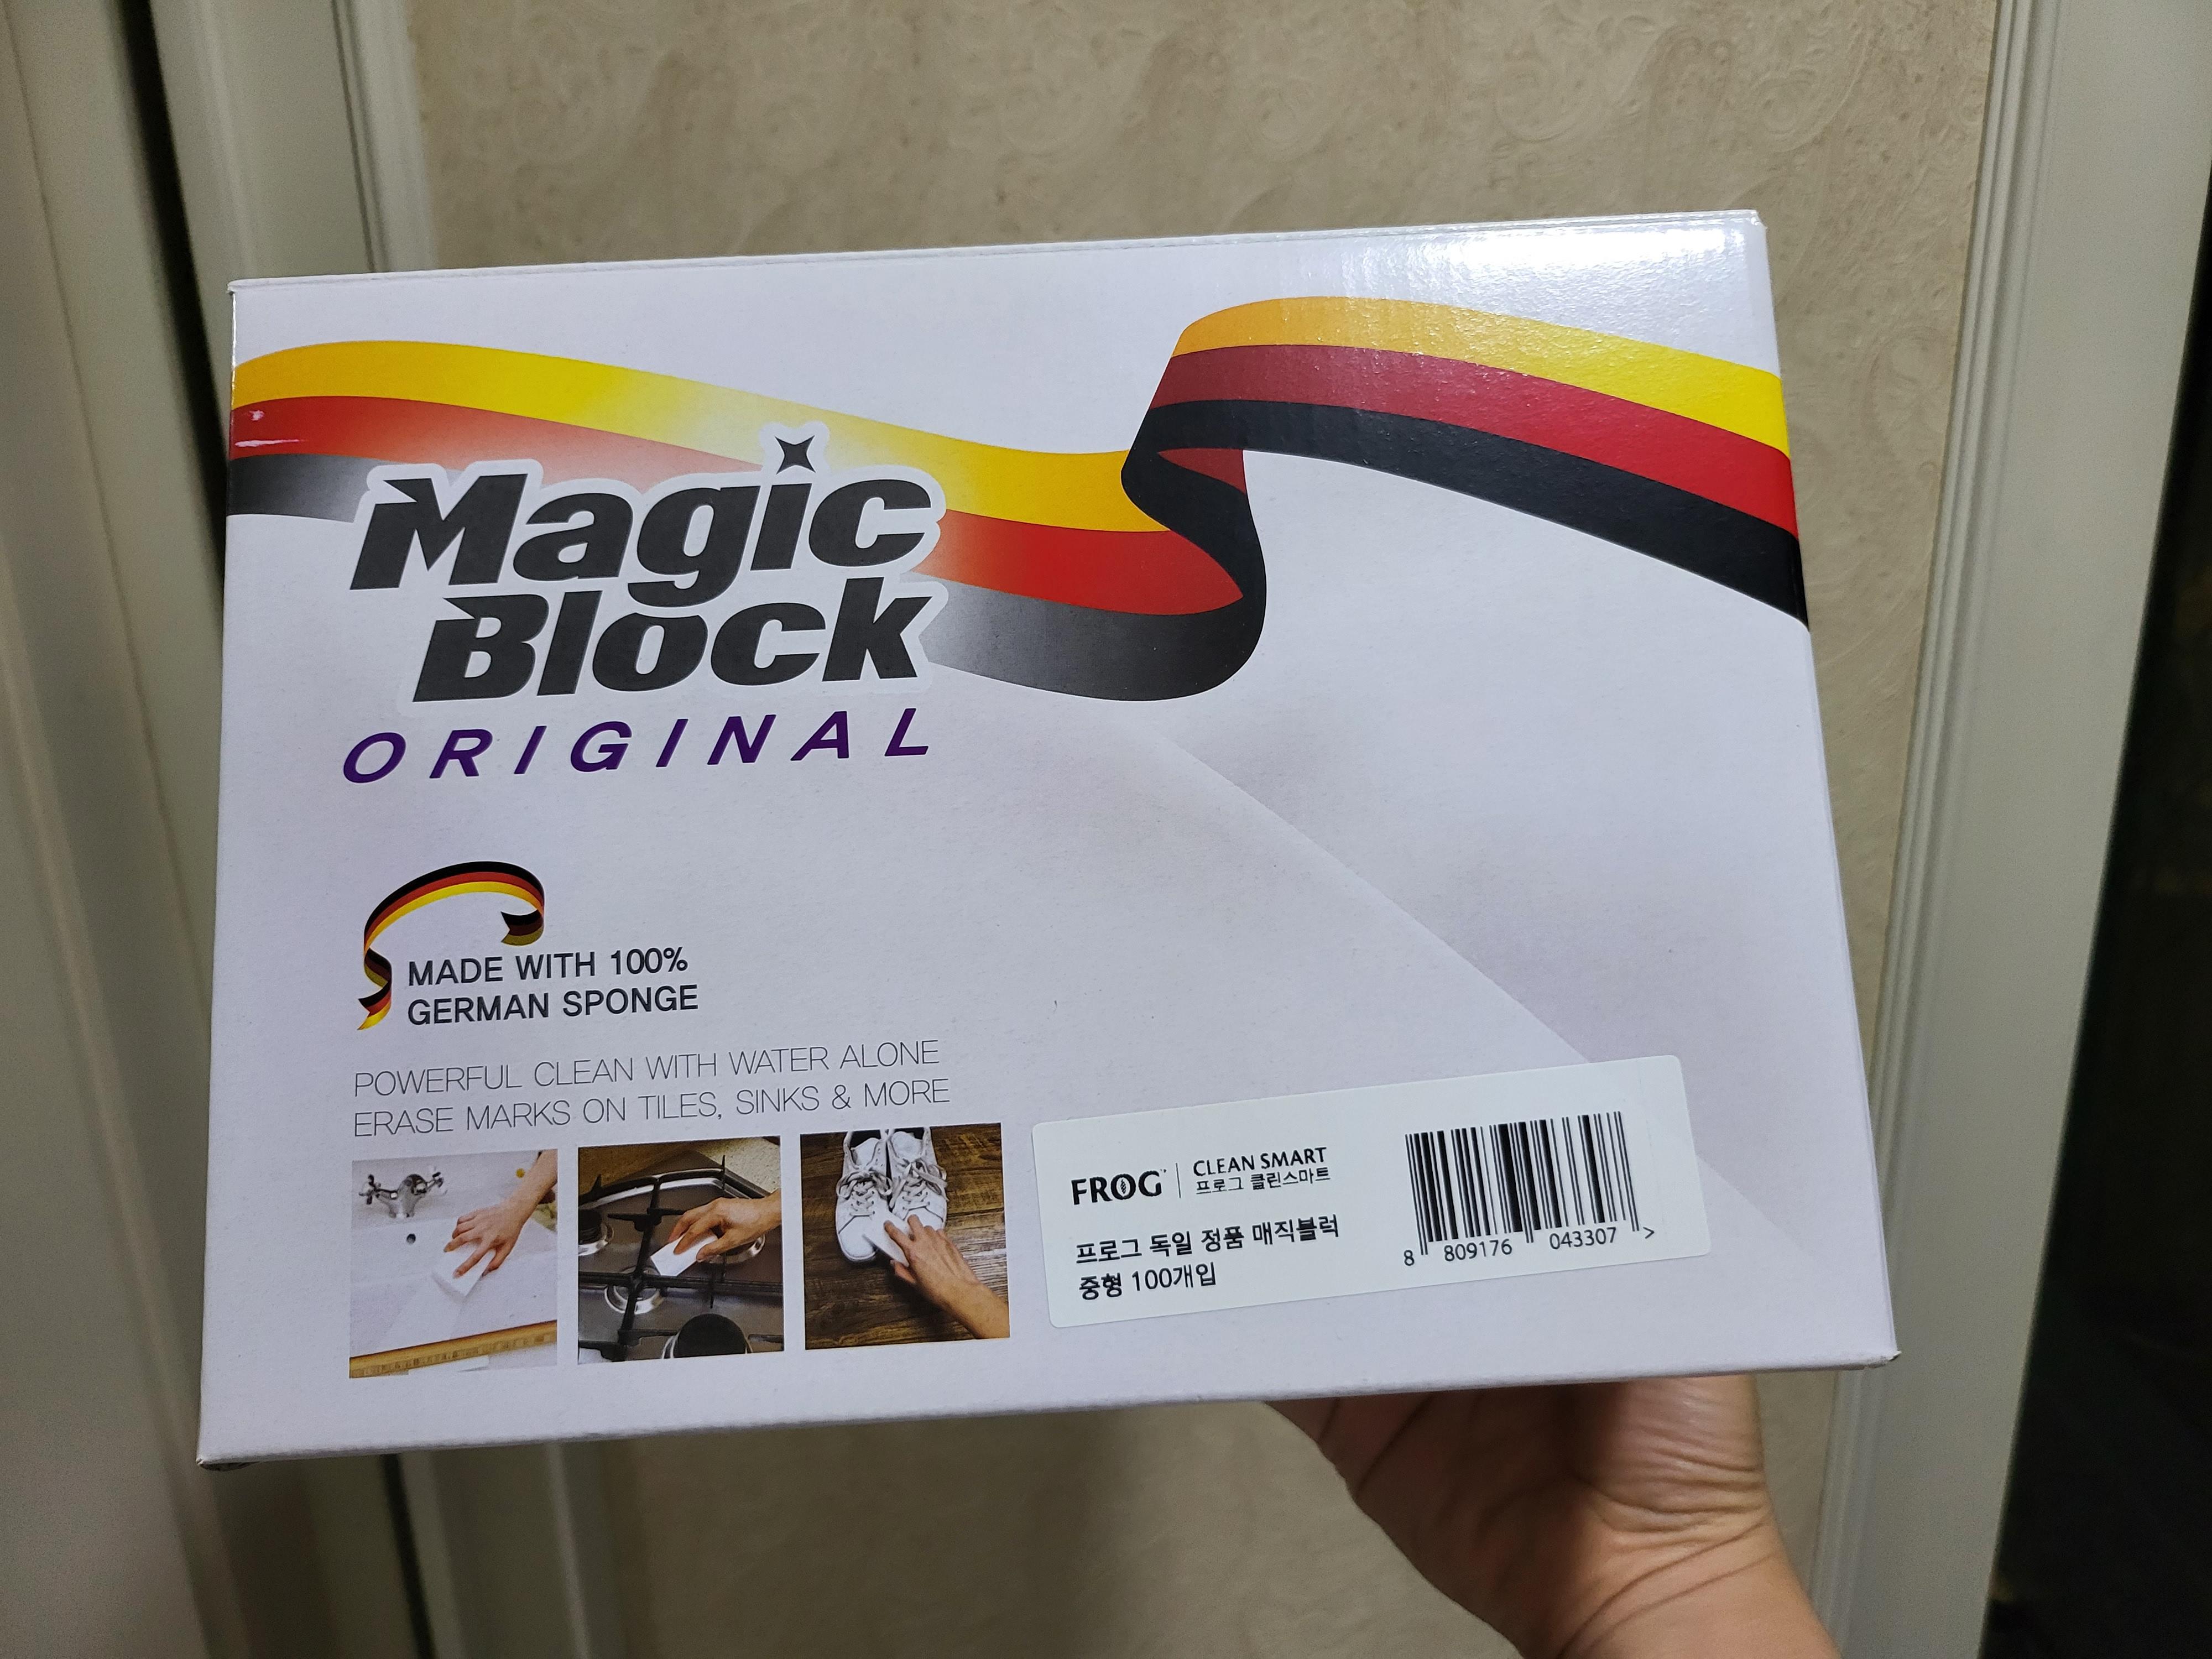 Magic
Block
ORIGINAL
MADE WITH 100%
GERMAN SPONGE
POWERFUL CLEAN WITH WATER ALONE
ERASE MARKS ON TILES, SINKS & MORE
FROG CLEAN SMART
프로그 클린스마트
프로그 독일 정품 매직블럭
중형 100개입
8 809176 043307 >